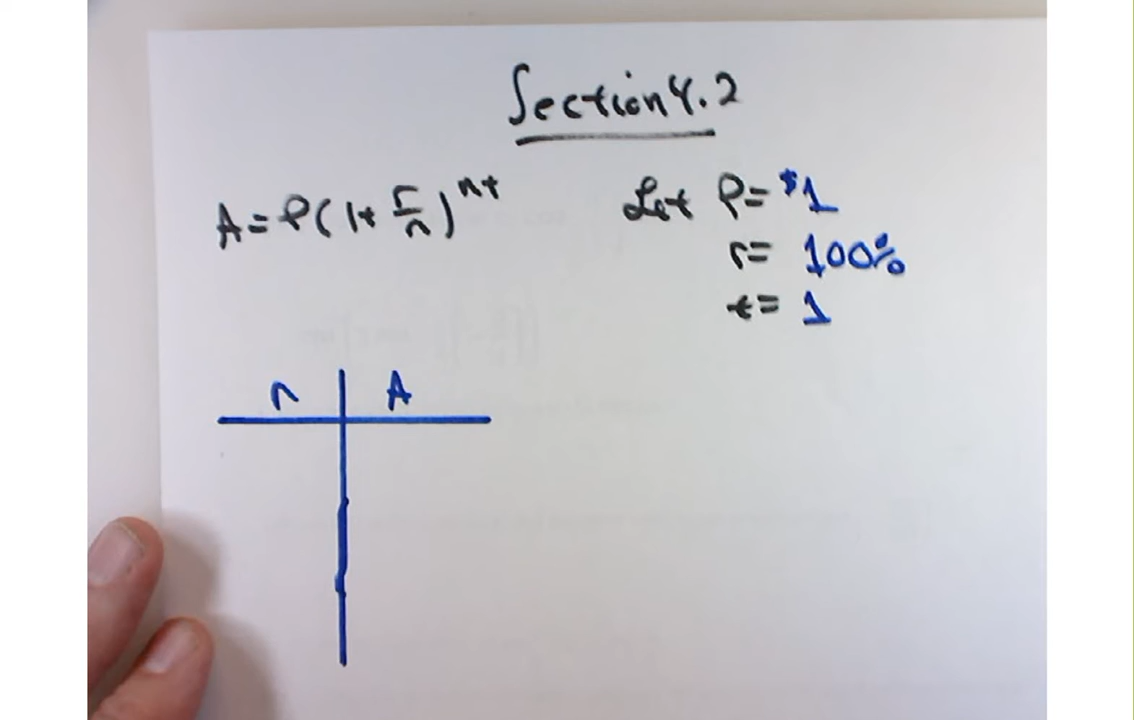 Section 4.2
A = P(1+ r/n)^nt
Let P= $1
r= 100%
t= 1
n A